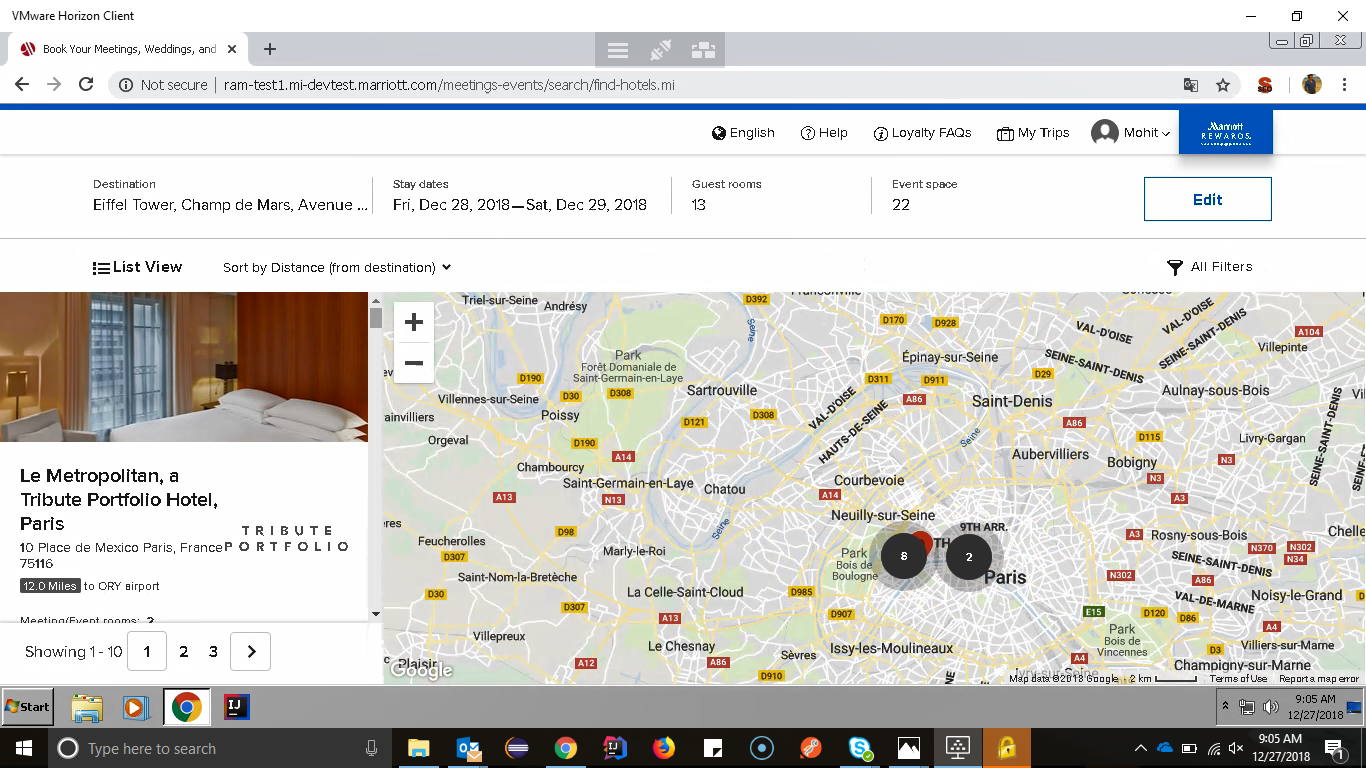 VMware Horizon Client
Book Your Meetings, Weddings, and
Not secure | ram-test1.mi-devtest.marriott.com/meetings-events/search/find-hotels.mi
English
Help
Loyalty FAQs
My Trips
Mohit
Marriott
REWARDS.
Destination
Eiffel Tower, Champ de Mars, Avenue ...
Stay dates
Fri, Dec 28, 2018—Sat, Dec 29, 2018
Guest rooms
13
Event space
22
Edit
List View
Sort by Distance (from destination)
All Filters
Le Metropolitan, a
Tribute Portfolio Hotel,
Paris
TRIBUTE
PORTFOLIO
10 Place de Mexico Paris, France
75116
12.0 Miles to ORY airport
Meeting/Event rooms: 2
Showing 1 - 10
1
2
3
Triel-sur-Seine
Andrésy
D392
Franconville
Seine
D170
D928
VAL-D'OISE
VAL-D'OISE
SEINE-SAINT-DENIS
A104
Villepinte
Park
Forêt Domaniale de
Saint-Germain-en-Laye
Épinay-sur-Seine
SEINE-SAINT-DENIS
D190
D30
D308
Sartrouville
D311
D911
D29
Aulnay-sous-Bois
Villennes-sur-Seine
Poissy
D121
D308
VAL-D'OISE
HAUTS-DE-SEINE
A86
Saint-Denis
A86
ainvilliers
Orgeval
D190
A14
Seine
Aubervilliers
D115
Bobigny
N3
Livry-Gargan
SEINE-SAINT-DENIS
Chambourcy
Saint-Germain-en-Laye
Chatou
Courbevoie
N3
A13
N13
A14
A3
Neuilly-sur-Seine
9TH ARR.
Seine
Feucherolles
D98
D307
Marly-le-Roi
8
TH
2
Park
Bois de
Boulogne
Paris
A3
Rosny-sous-Bois
Chelle
N370
N302
N34
SEINE-SAINT-DENIS
Saint-Nom-la-Bretèche
N302
A86
D30
La Celle-Saint-Cloud
D985
Noisy-le-Grand
VAL-DE-MARNE
D307
A13
D907
E15
D120
D86
A4
Villepreux
Le Chesnay
Sèvres
Issy-les-Moulineaux
Park
Bois de
Vincennes
D3
Villiers-sur-Marne
A12
A86
A4
Champigny-sur-Marne
Plaisir
Google
D910
Ivry-sur-Seine
Map data ©2018 Google
2 km
Terms of Use
Report a map error
Start
9:05 AM
12/27/2018
Type here to search
9:05 AM
12/27/2018
1